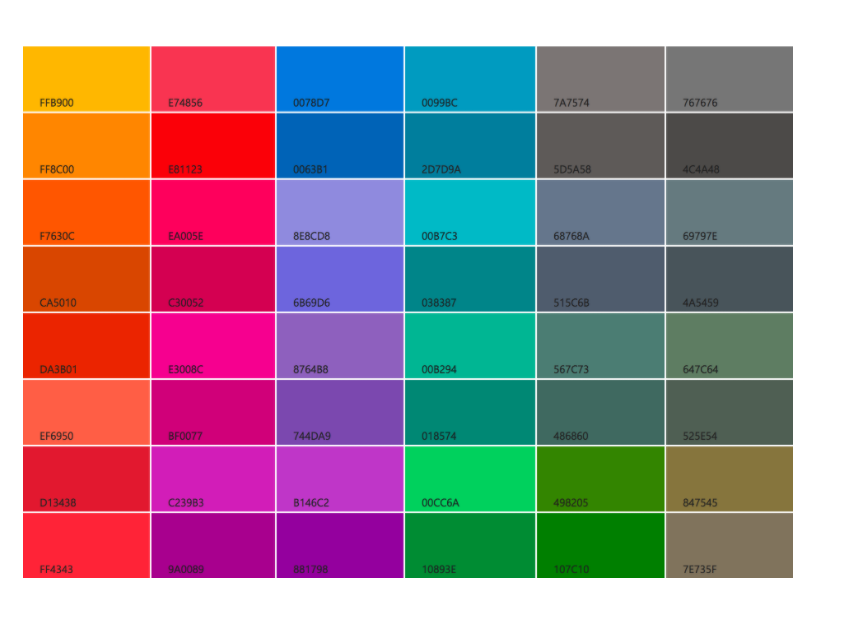 FFB900 E74856 0078D7 0099BC 7A7574 767676
FF8C00 E81123 0063B1 2D7D9A 5D5A58 4C4A48
F7630C EA005E 8E8CD8 00B7C3 68768A 69797E
CA5010 C30052 6B69D6 038387 515C6B 4A5459
DA3B01 E3008C 8764B8 00B294 567C73 647C64
EF6950 BF0077 744DA9 018574 486860 525E54
D13438 C239B3 B146C2 00CC6A 498205 847545
FF4343 9A0089 881798 10893E 107C10 7E735F